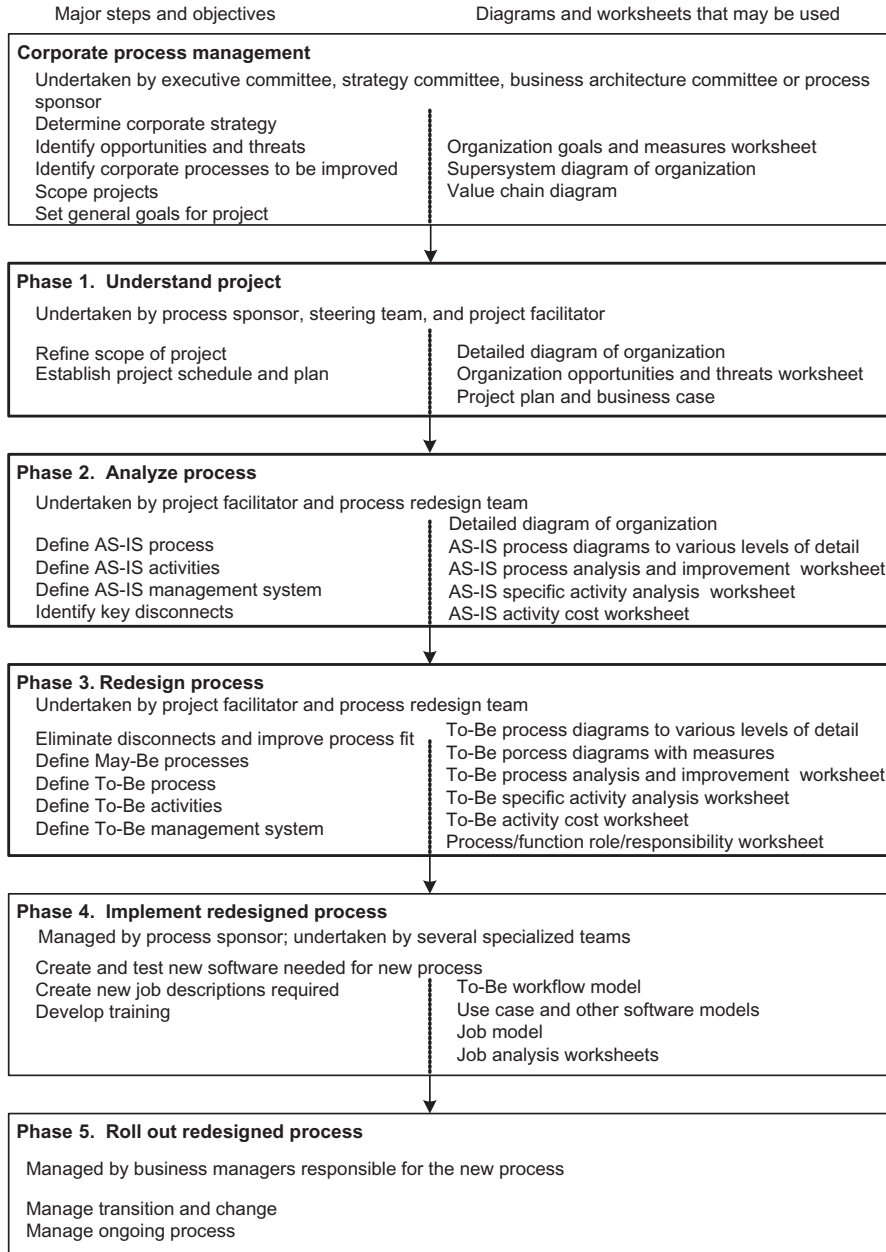 Major steps and objectives
Diagrams and worksheets that may be used
Corporate process management
Undertaken by executive committee, strategy committee, business architecture committee or process
sponsor
Determine corporate strategy
Identify opportunities and threats
Identify corporate processes to be improved
Scope projects
Set general goals for project
Organization goals and measures worksheet
Supersystem diagram of organization
Value chain diagram
Phase 1. Understand project
Undertaken by process sponsor, steering team, and project facilitator
Refine scope of project
Establish project schedule and plan
Detailed diagram of organization
Organization opportunities and threats worksheet
Project plan and business case
Phase 2. Analyze process
Undertaken by project facilitator and process redesign team
Define AS-IS process
Define AS-IS activities
Define AS-IS management system
Identify key disconnects
Detailed diagram of organization
AS-IS process diagrams to various levels of detail
AS-IS process analysis and improvement worksheet
AS-IS specific activity analysis worksheet
AS-IS activity cost worksheet
Phase 3. Redesign process
Undertaken by project facilitator and process redesign team
Eliminate disconnects and improve process fit
Define May-Be processes
Define To-Be process
Define To-Be activities
Define To-Be management system
To-Be process diagrams to various levels of detail
To-Be porcess diagrams with measures
To-Be process analysis and improvement worksheet
To-Be specific activity analysis worksheet
To-Be activity cost worksheet
Process/function role/responsibility worksheet
Phase 4. Implement redesigned process
Managed by process sponsor; undertaken by several specialized teams
Create and test new software needed for new process
Create new job descriptions required
Develop training
To-Be workflow model
Use case and other software models
Job model
Job analysis worksheets
Phase 5. Roll out redesigned process
Managed by business managers responsible for the new process
Manage transition and change
Manage ongoing process